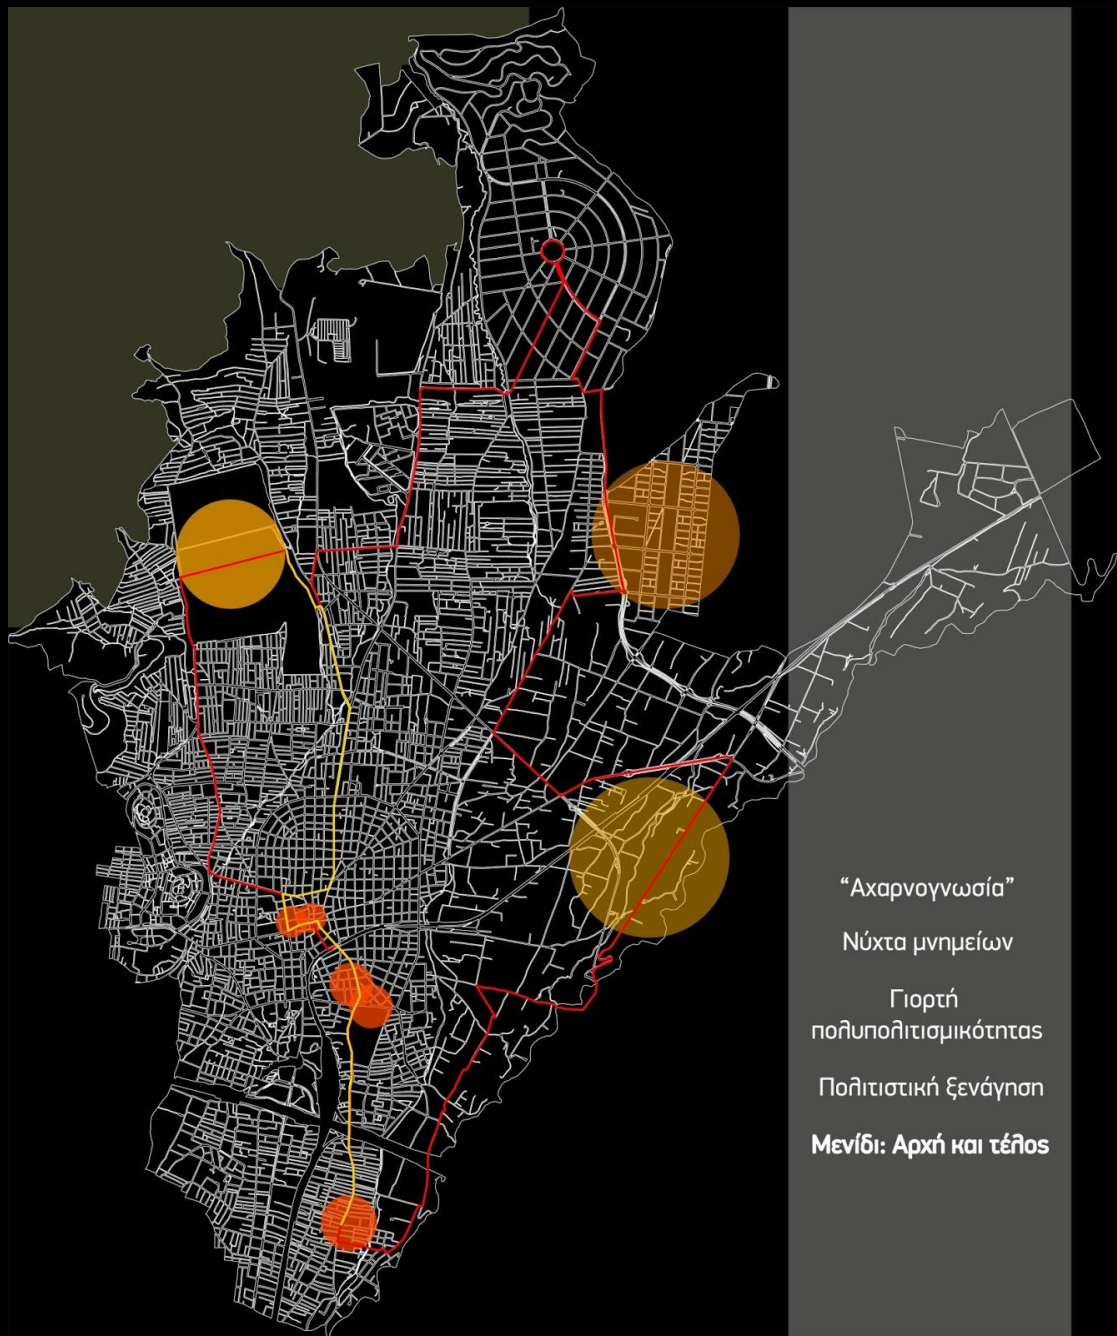 “Αχαρνογνωσία”
Νύχτα μνημείων
Γιορτή
πολυπολιτισμικότητας
Πολιτιστική ξενάγηση
Μενίδι: Αρχή και τέλος